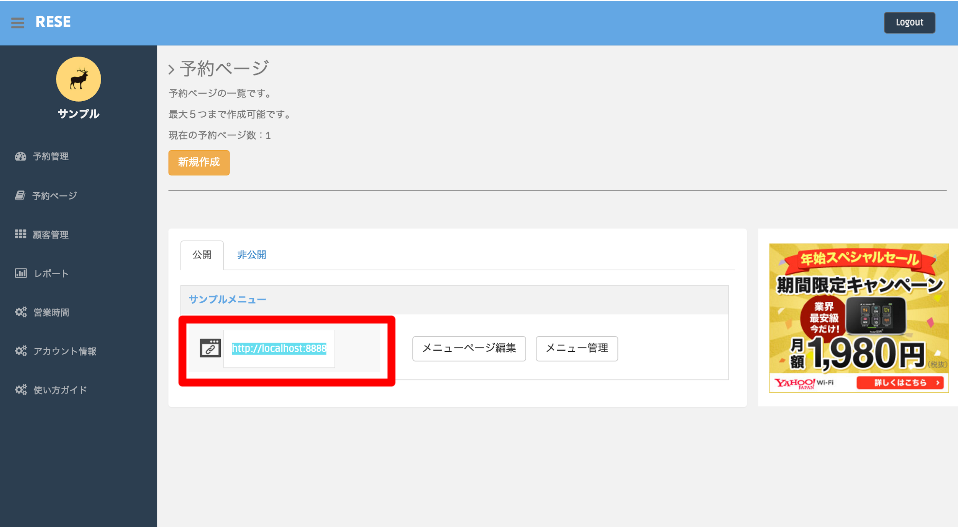 RESE
Logout
サンプル
予約管理
予約ページ
顧客管理
レポート
営業時間
アカウント情報
使い方ガイド
予約ページ
予約ページの一覧です。
最大５つまで作成可能です。
現在の予約ページ数：1
新規作成
公開
非公開
サンプルメニュー
http://localhost:8888
メニューページ編集
メニュー管理
年始スペシャルセール
期間限定キャンペーン
業界
最安級
今だけ!
月額1,980円(税抜)
YAHOO! JAPAN Wi-Fi
詳しくはこちら